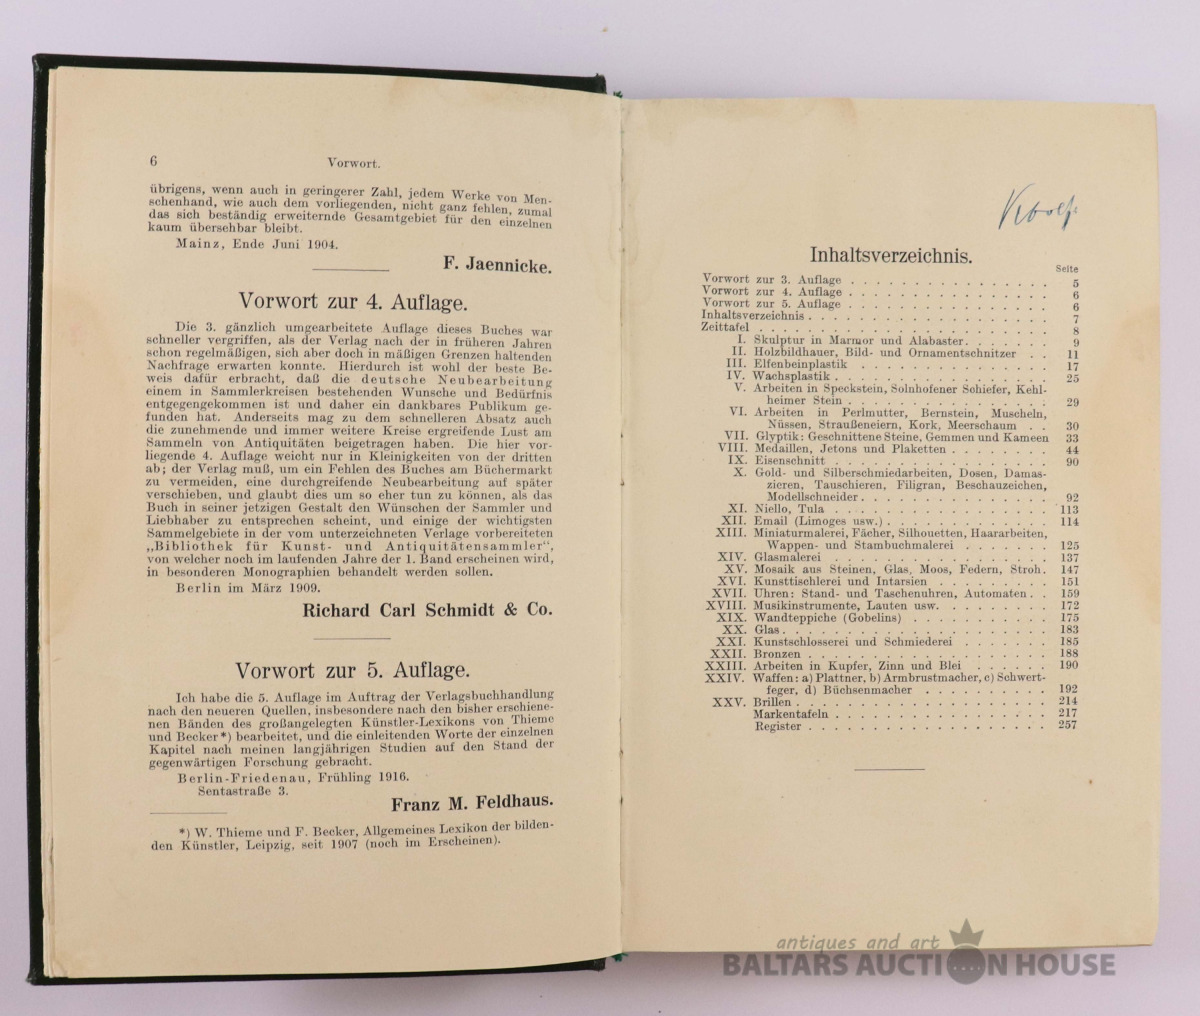 6
Vorwort.
übrigens, wenn auch in geringerer Zahl, jedem Werke von Men-
schenhand, wie auch dem vorliegenden, nicht ganz fehlen, zumal
das sich beständig erweiternde Gesamtgebiet für den einzelnen
kaum übersehbar bleibt.
Mainz, Ende Juni 1904.
F. Jaennicke.
Vorwort zur 4. Auflage.
Die 3. gänzlich umgearbeitete Auflage dieses Buches war
schneller vergriffen, als der Verlag nach der in früheren Jahren
schon regelmäßigen, sich aber doch in mäßigen Grenzen haltenden
Nachfrage erwarten konnte. Hierdurch ist wohl der beste Be-
weis dafür erbracht, daß die deutsche Neubearbeitung
einem in Sammlerkreisen bestehenden Wunsche und Bedürfnis
entgegengekommen ist und daher ein dankbares Publikum ge-
funden hat. Anderseits mag zu dem schnelleren Absatz auch
die zunehmende und immer weitere Kreise ergreifende Lust am
Sammeln von Antiquitäten beigetragen haben. Die hier vor-
liegende 4. Auflage weicht nur in Kleinigkeiten von der dritten
ab; der Verlag muß, um ein Fehlen des Buches am Büchermarkt
zu vermeiden, eine durchgreifende Neubearbeitung auf später
verschieben, und glaubt dies um so eher tun zu können, als das
Buch in seiner jetzigen Gestalt den Wünschen der Sammler und
Liebhaber zu entsprechen scheint, und einige der wichtigsten
Sammelgebiete in der vom unterzeichneten Verlage vorbereiteten
„Bibliothek für Kunst- und Antiquitätensammler“,
von welcher noch im laufenden Jahre der 1. Band erscheinen wird,
in besonderen Monographien behandelt werden sollen.
Berlin im März 1909.
Richard Carl Schmidt & Co.
Vorwort zur 5. Auflage.
Ich habe die 5. Auflage im Auftrag der Verlagsbuchhandlung
nach den neueren Quellen, insbesondere nach den bisher erschiene-
nen Bänden des großangelegten Künstler-Lexikons von Thieme
und Becker*) bearbeitet, und die einleitenden Worte der einzelnen
Kapitel nach meinen langjährigen Studien auf den Stand der
gegenwärtigen Forschung gebracht.
Berlin-Friedenau, Frühling 1916.
Sentastraße 3.
Franz M. Feldhaus.
*) W. Thieme und F. Becker, Allgemeines Lexikon der bilden-
den Künstler, Leipzig, seit 1907 (noch im Erscheinen).
Inhaltsverzeichnis.
Seite
Vorwort zur 3. Auflage . . . . . . . . . . . . . . . . 5
Vorwort zur 4. Auflage . . . . . . . . . . . . . . . . 6
Vorwort zur 5. Auflage . . . . . . . . . . . . . . . . 6
Inhaltsverzeichnis . . . . . . . . . . . . . . . . . . 7
Zeittafel . . . . . . . . . . . . . . . . . . . . . . 8
I. Skulptur in Marmor und Alabaster . . . . . . . 9
II. Holzbildhauer, Bild- und Ornamentschnitzer . . 11
III. Elfenbeinplastik . . . . . . . . . . . . . . 17
IV. Wachsplastik . . . . . . . . . . . . . . . . 25
V. Arbeiten in Speckstein, Solnhofener Schiefer, Kehl-
heimer Stein . . . . . . . . . . . . . . . . 29
VI. Arbeiten in Perlmutter, Bernstein, Muscheln,
Nüssen, Straußeneiern, Kork, Meerschaum . . 30
VII. Glyptik: Geschnittene Steine, Gemmen und Kameen 33
VIII. Medaillen, Jetons und Plaketten . . . . . . . 44
IX. Eisenschnitt . . . . . . . . . . . . . . . . 90
X. Gold- und Silberschmiedarbeiten, Dosen, Damas-
zieren, Tauschieren, Filigran, Beschauzeichen,
Modellschneider . . . . . . . . . . . . . . . 92
XI. Niello, Tula . . . . . . . . . . . . . . . . 113
XII. Email (Limoges usw.) . . . . . . . . . . . . 114
XIII. Miniaturmalerei, Fächer, Silhouetten, Haararbeiten,
Wappen- und Stambuchmalerei . . . . . . . 125
XIV. Glasmalerei . . . . . . . . . . . . . . . . 137
XV. Mosaik aus Steinen, Glas, Moos, Federn, Stroh. 147
XVI. Kunsttischlerei und Intarsien . . . . . . . . 151
XVII. Uhren: Stand- und Taschenuhren, Automaten . . 159
XVIII. Musikinstrumente, Lauten usw. . . . . . . . . 172
XIX. Wandteppiche (Gobelins) . . . . . . . . . . 175
XX. Glas . . . . . . . . . . . . . . . . . . . . 183
XXI. Kunstschlosserei und Schmiederei . . . . . . . 185
XXII. Bronzen . . . . . . . . . . . . . . . . . . 188
XXIII. Arbeiten in Kupfer, Zinn und Blei . . . . . . 190
XXIV. Waffen: a) Plattner, b) Armbrustmacher, c) Schwert-
feger, d) Büchsenmacher . . . . . . . . . . 192
XXV. Brillen . . . . . . . . . . . . . . . . . . . 214
Markentafeln . . . . . . . . . . . . . . . . 217
Register . . . . . . . . . . . . . . . . . . 257
antiques and art
BALTARS AUCTION HOUSE